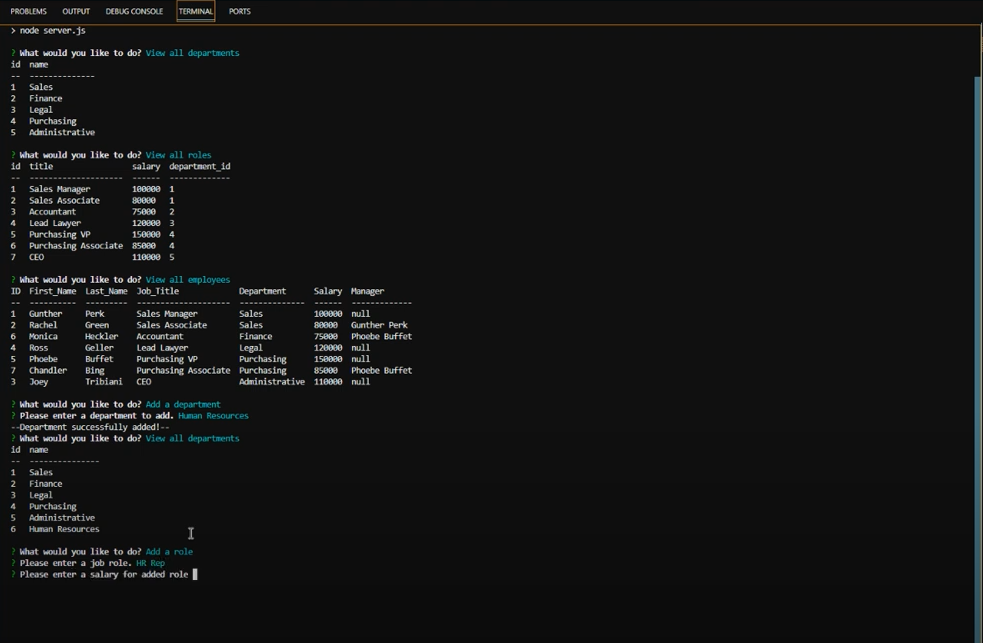 PROBLEMS OUTPUT DEBUG CONSOLE TERMINAL PORTS
> node server.js
? What would you like to do? View all departments
id  name
--  --------------
1   Sales
2   Finance
3   Legal
4   Purchasing
5   Administrative
? What would you like to do? View all roles
id  title                 salary  department_id
--  --------------------  ------  -------------
1   Sales Manager         100000  1
2   Sales Associate       80000   1
3   Accountant            75000   2
4   Lead Lawyer           120000  3
5   Purchasing VP         150000  4
6   Purchasing Associate  85000   4
7   CEO                   110000  5
? What would you like to do? View all employees
ID  First_Name  Last_Name  Job_Title             Department      Salary  Manager
--  ----------  ---------  --------------------  --------------  ------  -------------
1   Gunther     Perk       Sales Manager         Sales           100000  null
2   Rachel      Green      Sales Associate       Sales           80000   Gunther Perk
6   Monica      Heckler    Accountant            Finance         75000   Phoebe Buffet
4   Ross        Geller     Lead Lawyer           Legal           120000  null
5   Phoebe      Buffet     Purchasing VP         Purchasing      150000  null
7   Chandler    Bing       Purchasing Associate  Purchasing      85000   Phoebe Buffet
3   Joey        Tribiani   CEO                   Administrative  110000  null
? What would you like to do? Add a department
? Please enter a department to add. Human Resources
--Department successfully added!--
? What would you like to do? View all departments
id  name
--  ---------------
1   Sales
2   Finance
3   Legal
4   Purchasing
5   Administrative
6   Human Resources
? What would you like to do? Add a role
? Please enter a job role. HR Rep
? Please enter a salary for added role